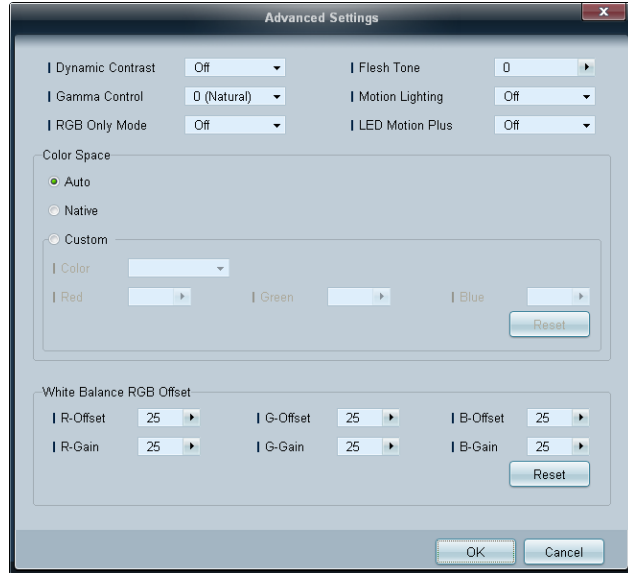 Advanced Settings
x
Dynamic Contrast Off Flesh Tone 0
Gamma Control 0 (Natural) Motion Lighting Off
RGB Only Mode Off LED Motion Plus Off
Color Space
Auto
Native
Custom
Color
Red Green Blue
Reset
White Balance RGB Offset
R-Offset 25 G-Offset 25 B-Offset 25
R-Gain 25 G-Gain 25 B-Gain 25
Reset
OK Cancel